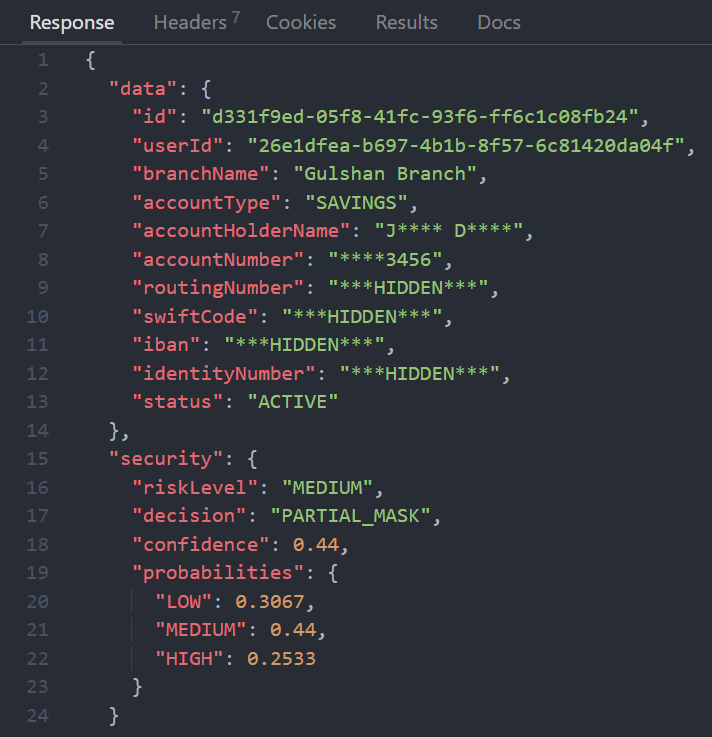 Response Headers 7 Cookies Results Docs
1 {
2 "data": {
3 "id": "d331f9ed-05f8-41fc-93f6-ff6c1c08fb24",
4 "userId": "26e1dfea-b697-4b1b-8f57-6c81420da04f",
5 "branchName": "Gulshan Branch",
6 "accountType": "SAVINGS",
7 "accountHolderName": "J**** D****",
8 "accountNumber": "****3456",
9 "routingNumber": "***HIDDEN***",
10 "swiftCode": "***HIDDEN***",
11 "iban": "***HIDDEN***",
12 "identityNumber": "***HIDDEN***",
13 "status": "ACTIVE"
14 },
15 "security": {
16 "riskLevel": "MEDIUM",
17 "decision": "PARTIAL_MASK",
18 "confidence": 0.44,
19 "probabilities": {
20 "LOW": 0.3067,
21 "MEDIUM": 0.44,
22 "HIGH": 0.2533
23 }
24 }